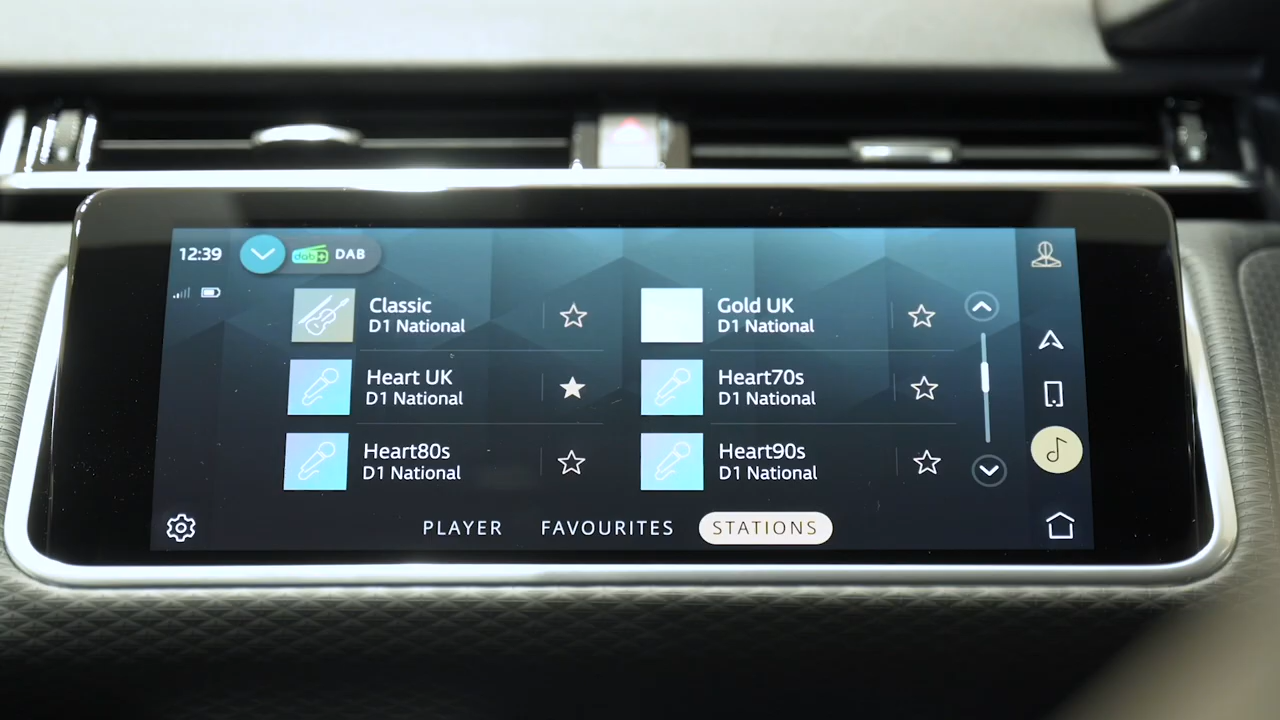 12:39
dab+ DAB
Classic
D1 National
Gold UK
D1 National
Heart UK
D1 National
Heart70s
D1 National
Heart80s
D1 National
Heart90s
D1 National
PLAYER FAVOURITES STATIONS